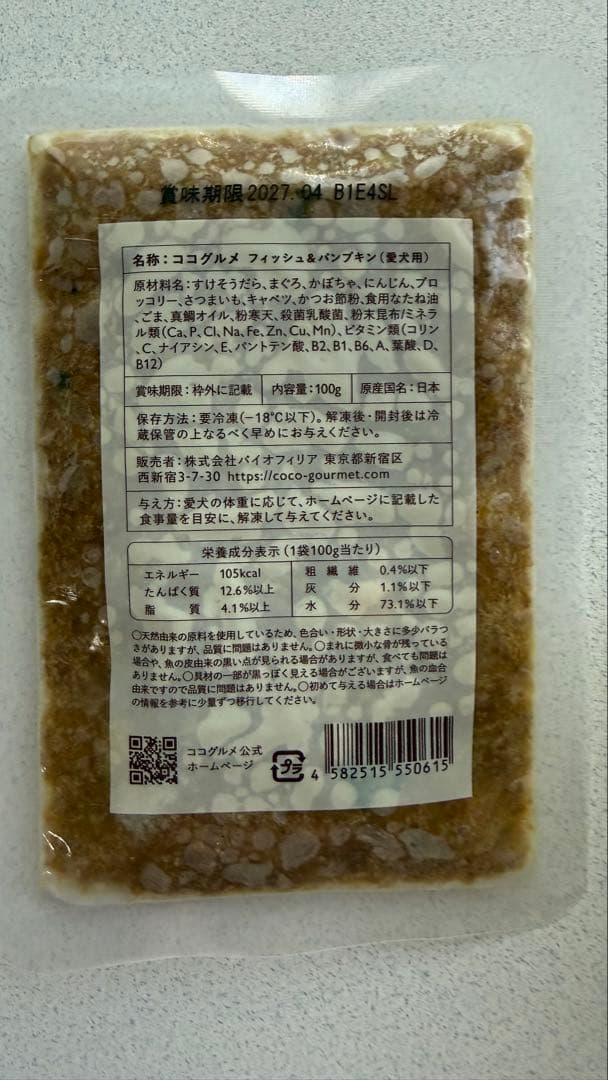 賞味期限2027.04 B1E4SL
名称：ココグルメ フィッシュ&パンプキン（愛犬用）
原材料名：すけそうだら、まぐろ、かぼちゃ、にんじん、ブロ
ッコリー、さつまいも、キャベツ、かつお節粉、食用なたね油
、ごま、真鯛オイル、粉寒天、殺菌乳酸菌、粉末昆布/ミネラ
ル類（Ca、P、Cl、Na、Fe、Zn、Cu、Mn）、ビタミン類（コリン
、C、ナイアシン、E、パントテン酸、B2、B1、B6、A、葉酸、D、
B12）
賞味期限：枠外に記載 内容量：100g 原産国名：日本
保存方法：要冷凍（−18℃以下）。解凍後・開封後は冷
蔵保管の上なるべく早めにお与えください。
販売者：株式会社バイオフィリア 東京都新宿区
西新宿3-7-30 https://coco-gourmet.com
与え方：愛犬の体重に応じて、ホームページに記載した
食事量を目安に、解凍して与えてください。
栄養成分表示（1袋100g当たり）
エネルギー 105kcal 粗繊維 0.4%以下
たんぱく質 12.6%以上 灰分 1.1%以下
脂質 4.1%以上 水分 73.1%以下
○天然由来の原料を使用しているため、色合い・形状・大きさに多少バラつ
きがありますが、品質に問題はありません。○まれに微小な骨が残っている
場合や、魚の皮由来の黒い点が見られる場合がありますが、食べても問題は
ありません。○具材の一部が黒っぽく見える場合がございますが、魚の血合
由来ですので品質に問題はありません。○初めて与える場合はホームページ
の情報を参考に少量ずつ移行してください。
ココグルメ公式
ホームページ
プラ
4 582515 550615